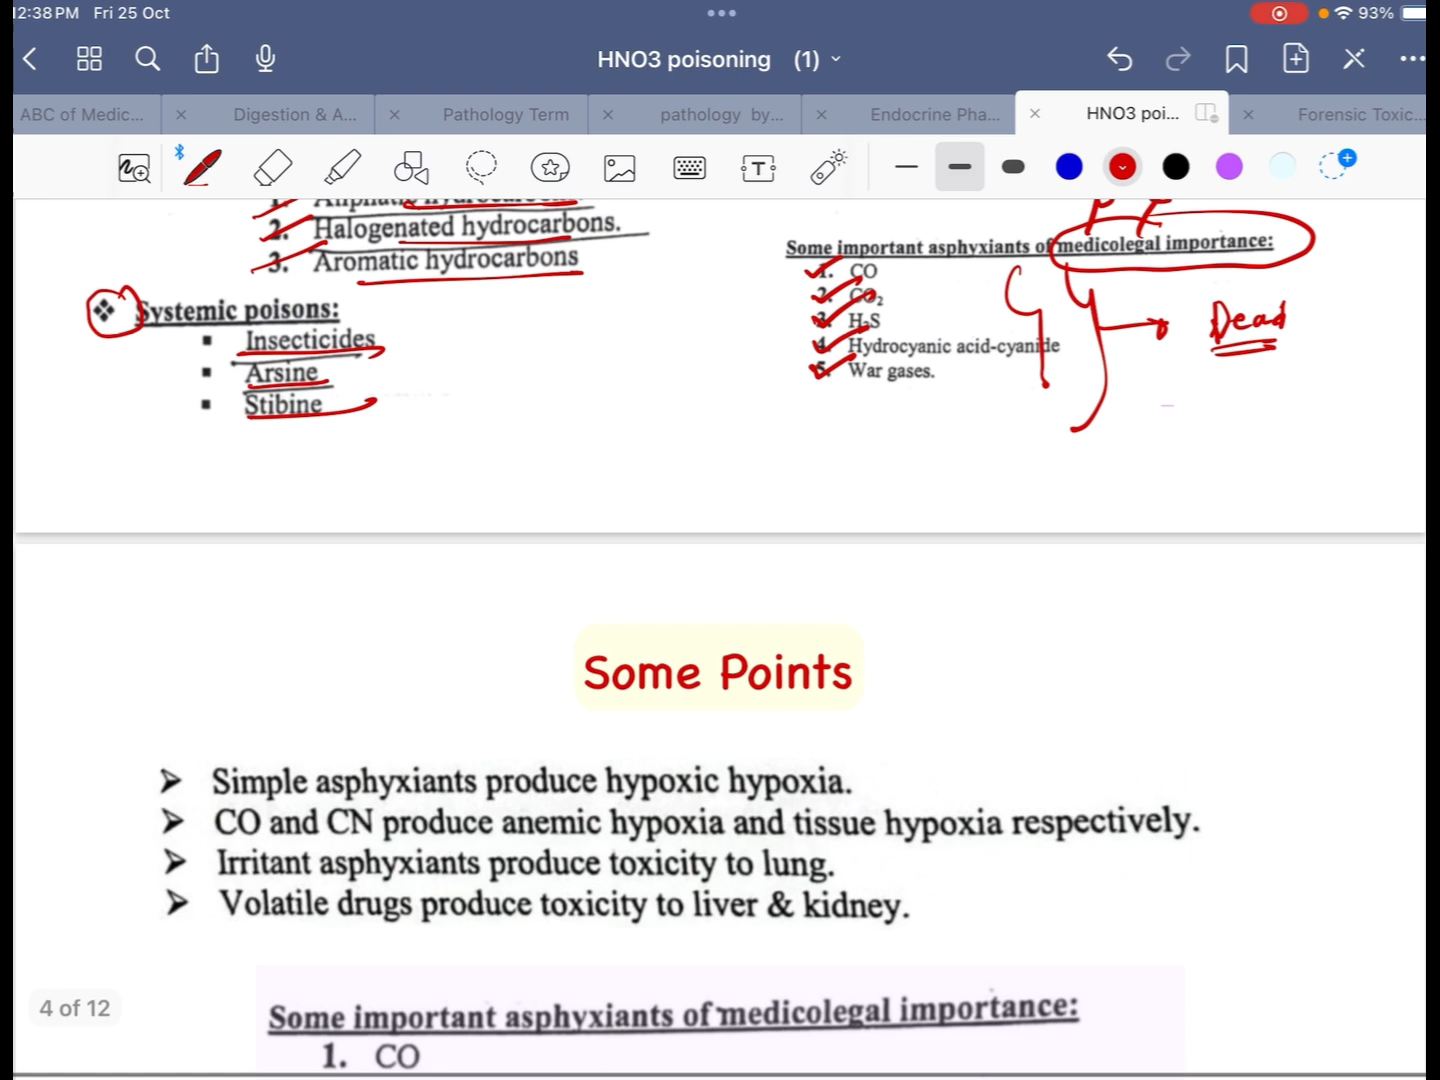 12:38 PM Fri 25 Oct
93%
HNO3 poisoning (1)
ABC of Medic...
Digestion & A...
Pathology Term
pathology by...
Endocrine Pha...
HNO3 poi...
Forensic Toxic...
T
1. Aliphatic hydrocarbons
2. Halogenated hydrocarbons.
3. Aromatic hydrocarbons
❖ Systemic poisons:
▪ Insecticides
▪ Arsine
▪ Stibine
Some important asphyxiants of medicolegal importance:
1. CO
2. CO₂
3. H₂S
4. Hydrocyanic acid-cyanide
5. War gases.
Dead
Some Points
➤ Simple asphyxiants produce hypoxic hypoxia.
➤ CO and CN produce anemic hypoxia and tissue hypoxia respectively.
➤ Irritant asphyxiants produce toxicity to lung.
➤ Volatile drugs produce toxicity to liver & kidney.
4 of 12
Some important asphyxiants of medicolegal importance:
1. CO